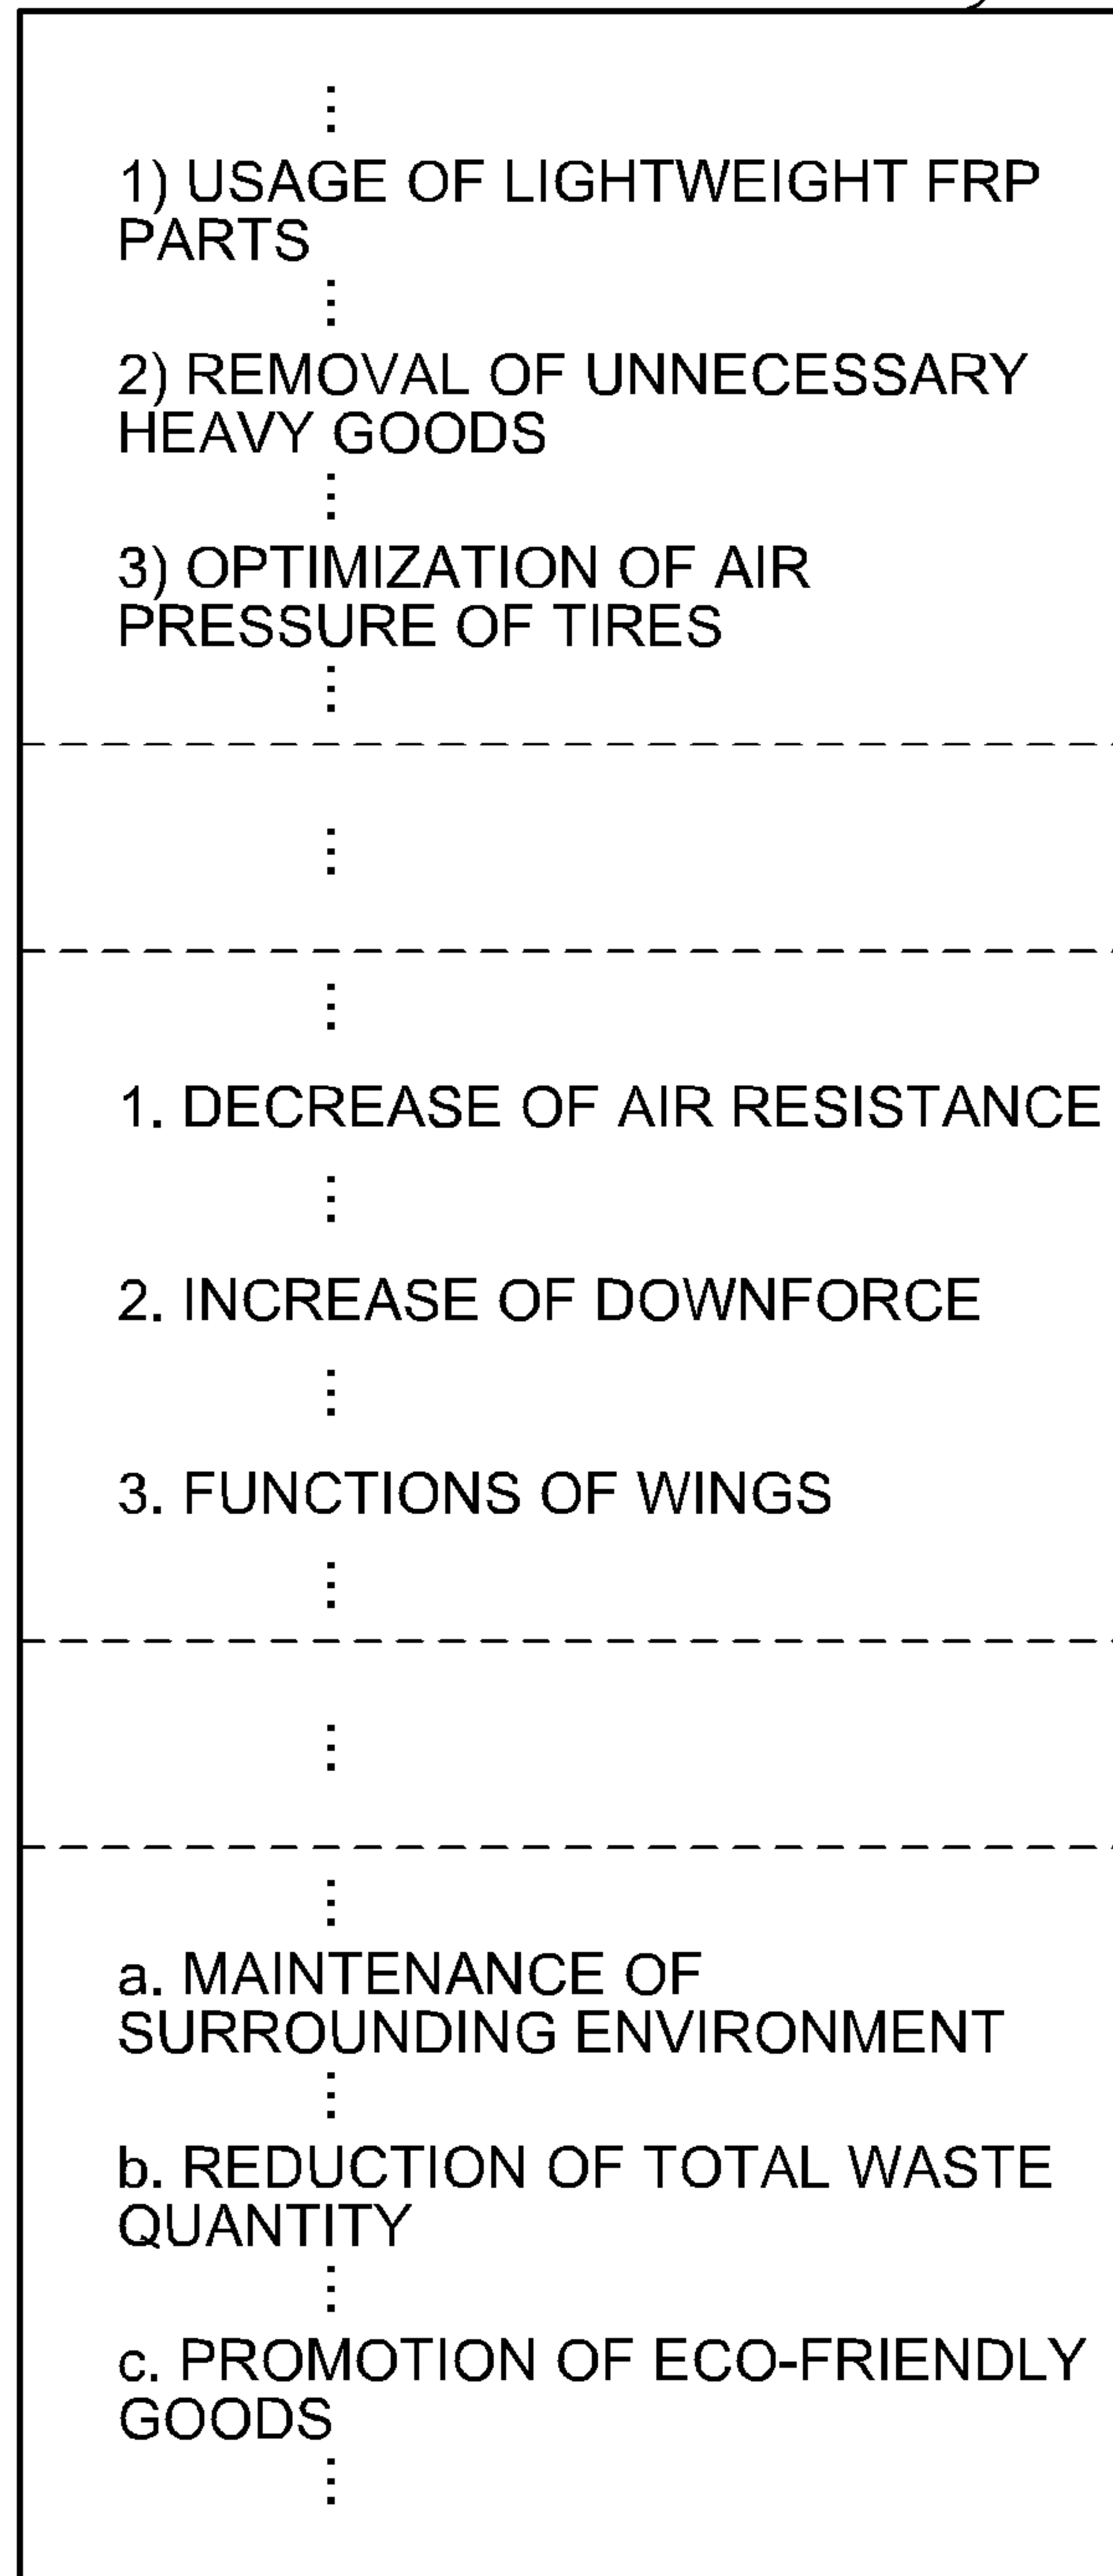 1) USAGE OF LIGHTWEIGHT FRP
PARTS
2) REMOVAL OF UNNECESSARY
HEAVY GOODS
3) OPTIMIZATION OF AIR
PRESSURE OF TIRES
1. DECREASE OF AIR RESISTANCE
2. INCREASE OF DOWNFORCE
3. FUNCTIONS OF WINGS
a. MAINTENANCE OF
SURROUNDING ENVIRONMENT
b. REDUCTION OF TOTAL WASTE
QUANTITY
c. PROMOTION OF ECO-FRIENDLY
GOODS